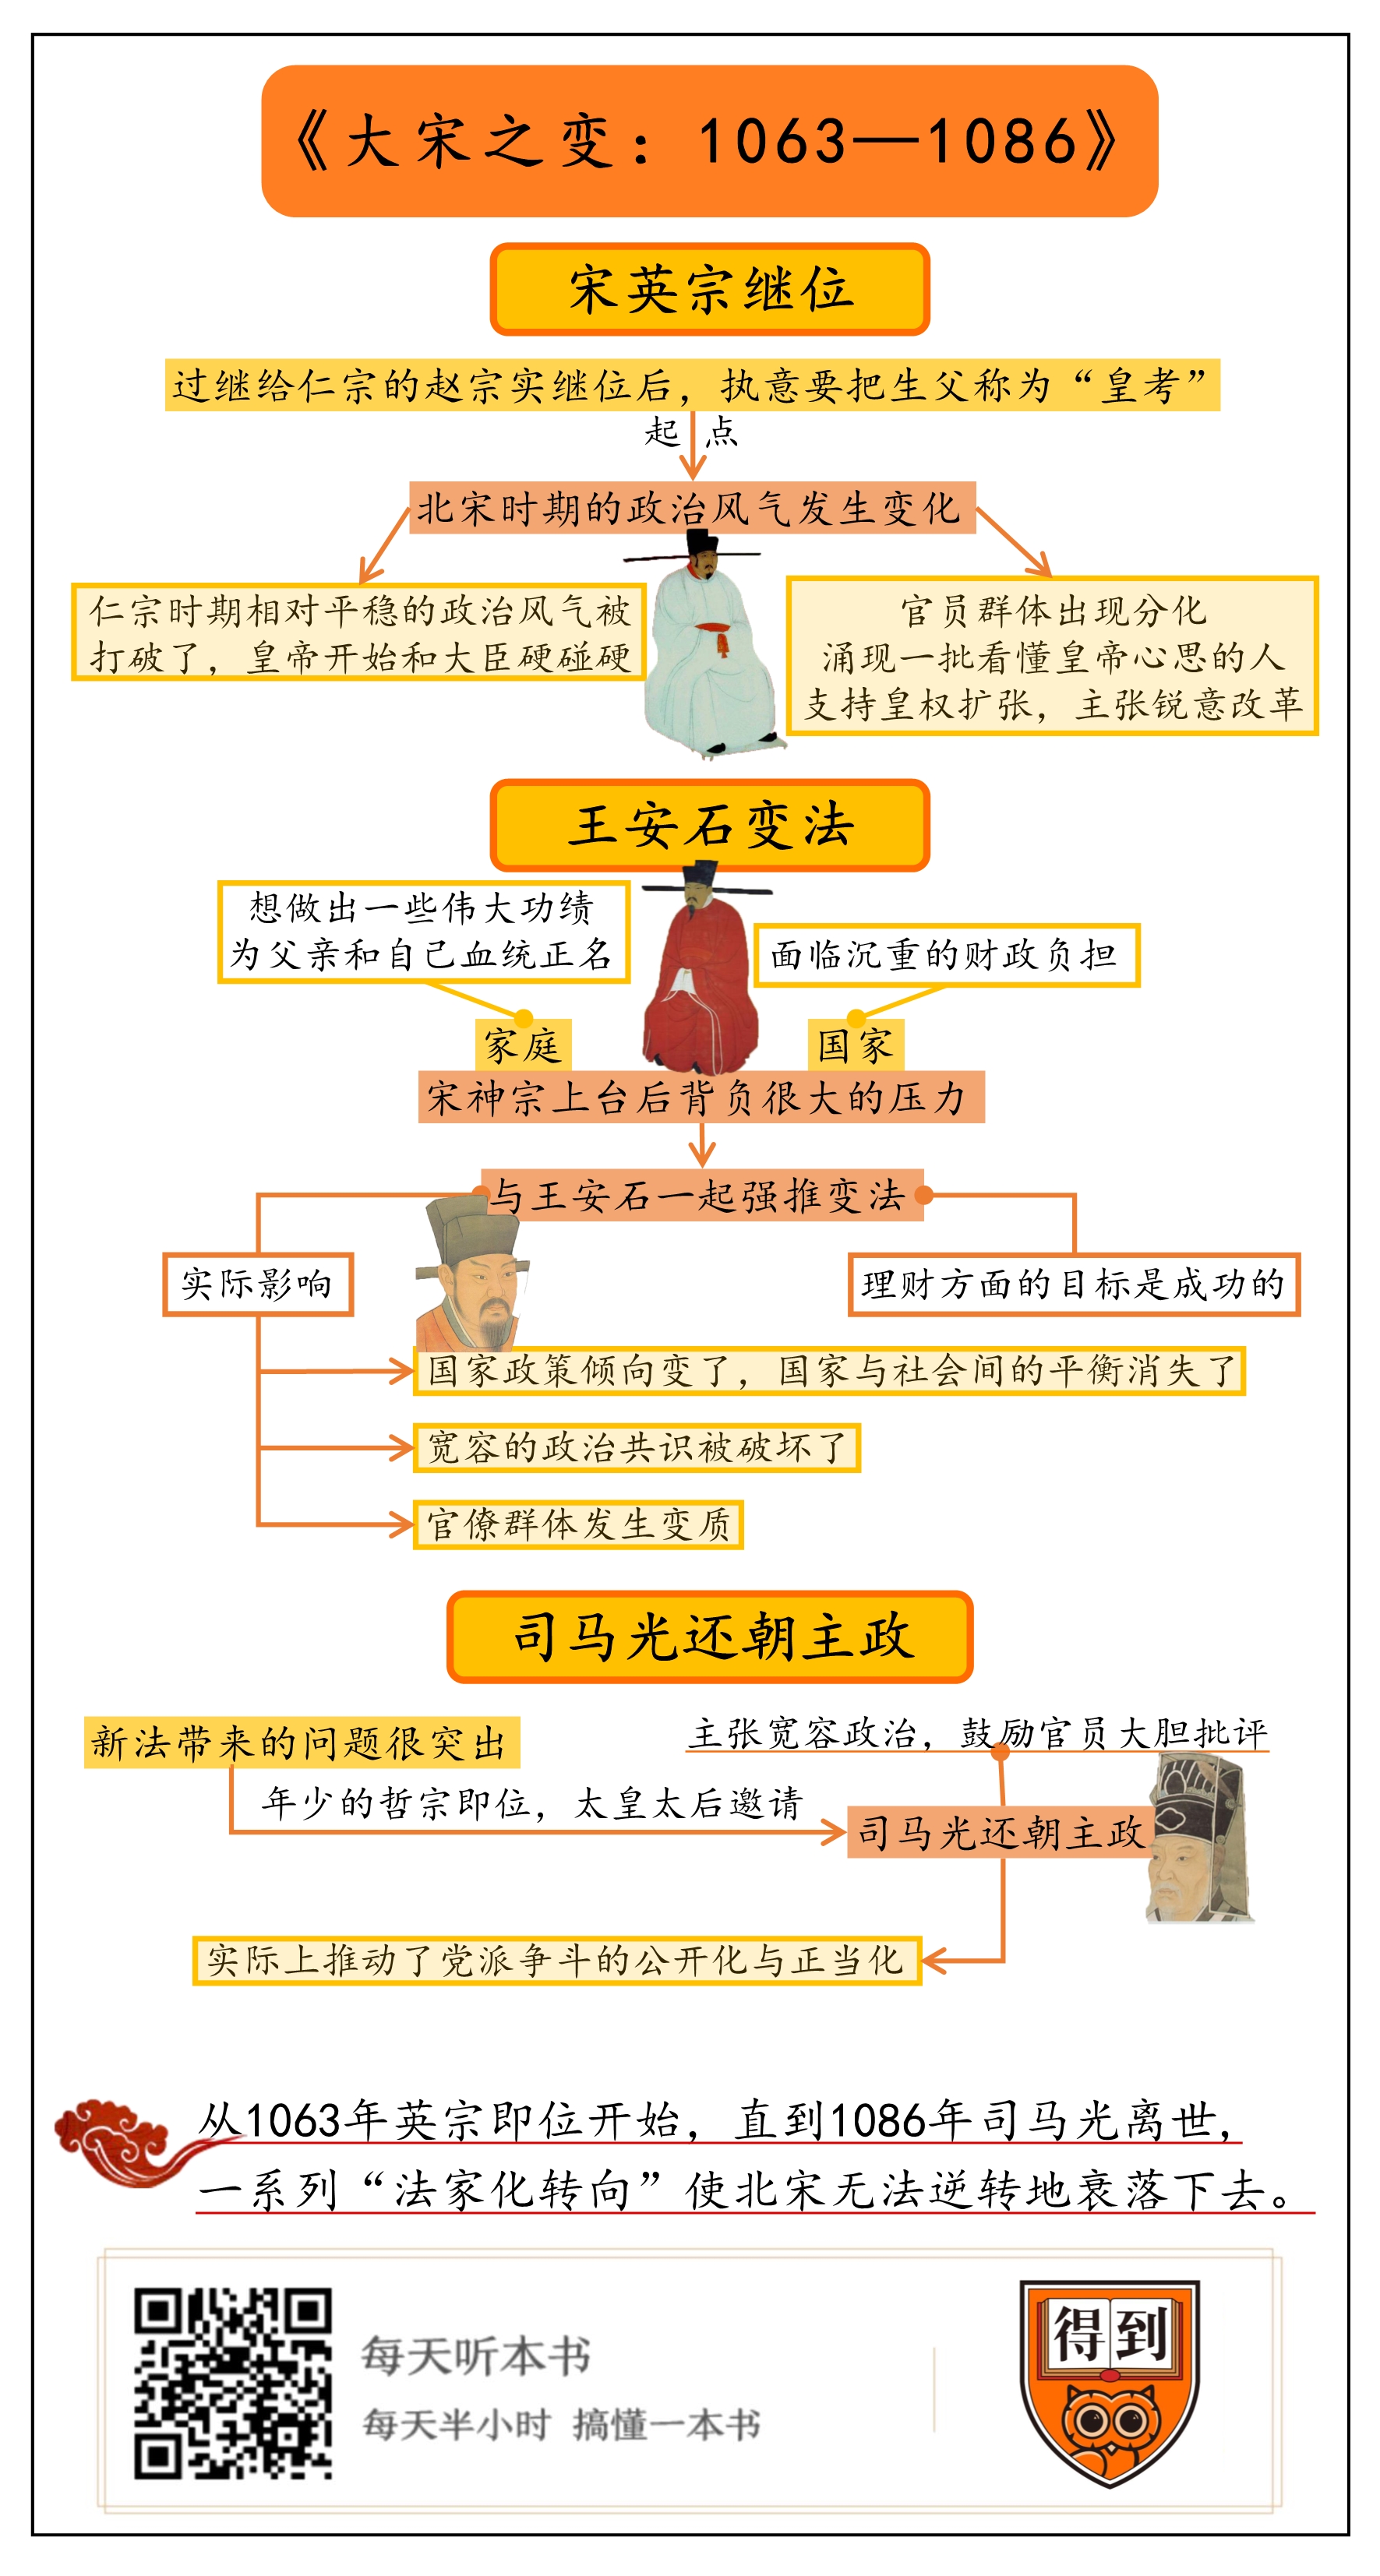 《大宋之变：1063—1086》
宋英宗继位
过继给仁宗的赵宗实继位后，执意要把生父称为“皇考”
起点
北宋时期的政治风气发生变化
仁宗时期相对平稳的政治风气被
打破了，皇帝开始和大臣硬碰硬
官员群体出现分化
涌现一批看懂皇帝心思的人
支持皇权扩张，主张锐意改革
王安石变法
想做出一些伟大功绩
为父亲和自己血统正名
面临沉重的财政负担
家庭
国家
宋神宗上台后背负很大的压力
与王安石一起强推变法
实际影响
理财方面的目标是成功的
国家政策倾向变了，国家与社会间的平衡消失了
宽容的政治共识被破坏了
官僚群体发生变质
司马光还朝主政
新法带来的问题很突出
主张宽容政治，鼓励官员大胆批评
年少的哲宗即位，太皇太后邀请
司马光还朝主政
实际上推动了党派争斗的公开化与正当化
从1063年英宗即位开始，直到1086年司马光离世，
一系列“法家化转向”使北宋无法逆转地衰落下去。
每天听本书
每天半小时 搞懂一本书
得到